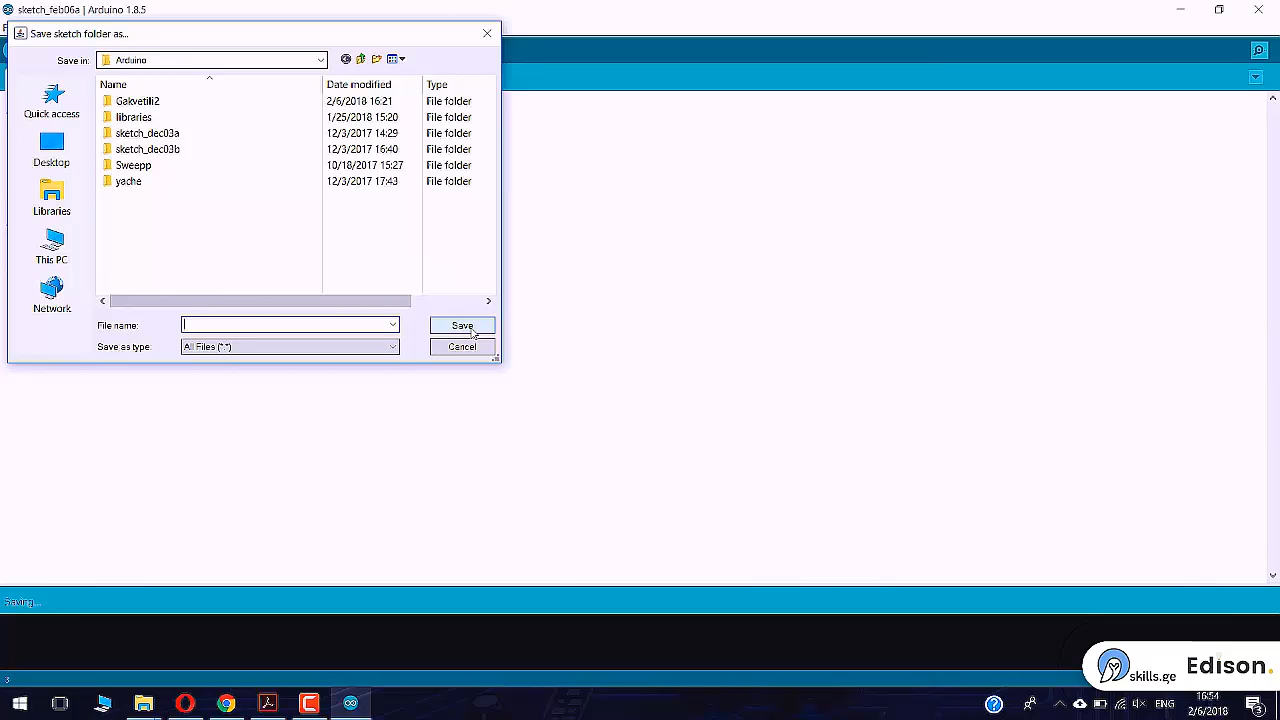 sketch_feb06a | Arduino 1.8.5
Save sketch folder as...
Save in: Arduino
Name Date modified Type
Gakvetili2 2/6/2018 16:21 File folder
libraries 1/25/2018 15:20 File folder
sketch_dec03a 12/3/2017 14:29 File folder
sketch_dec03b 12/3/2017 16:40 File folder
Sweepp 10/18/2017 15:27 File folder
yache 12/3/2017 17:43 File folder
Quick access
Desktop
Libraries
This PC
Network
File name: Save
Save as type: All Files (*.*) Cancel
Saving...
3
skills.ge Edison.
ENG 16:54
2/6/2018